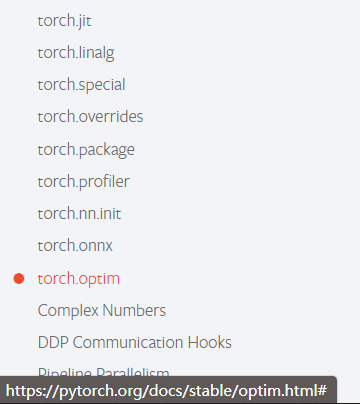 torch.jit
torch.linalg
torch.special
torch.overrides
torch.package
torch.profiler
torch.nn.init
torch.onnx
torch.optim
Complex Numbers
DDP Communication Hooks
Pipeline Parallelism
https://pytorch.org/docs/stable/optim.html#